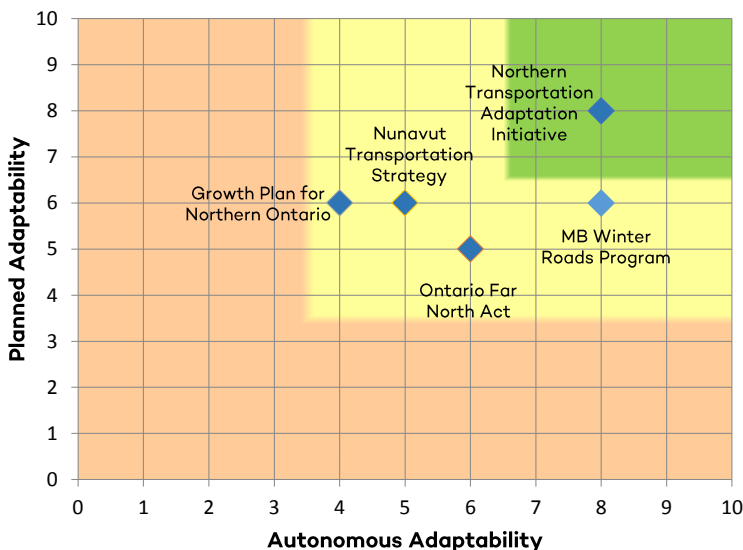 10
9
8
7
6
5
4
3
2
1
0
Planned Adaptability
Northern
Transportation
Adaptation
Initiative
Nunavut
Transportation
Strategy
Growth Plan for
Northern Ontario
MB Winter
Roads Program
Ontario Far
North Act
0 1 2 3 4 5 6 7 8 9 10
Autonomous Adaptability